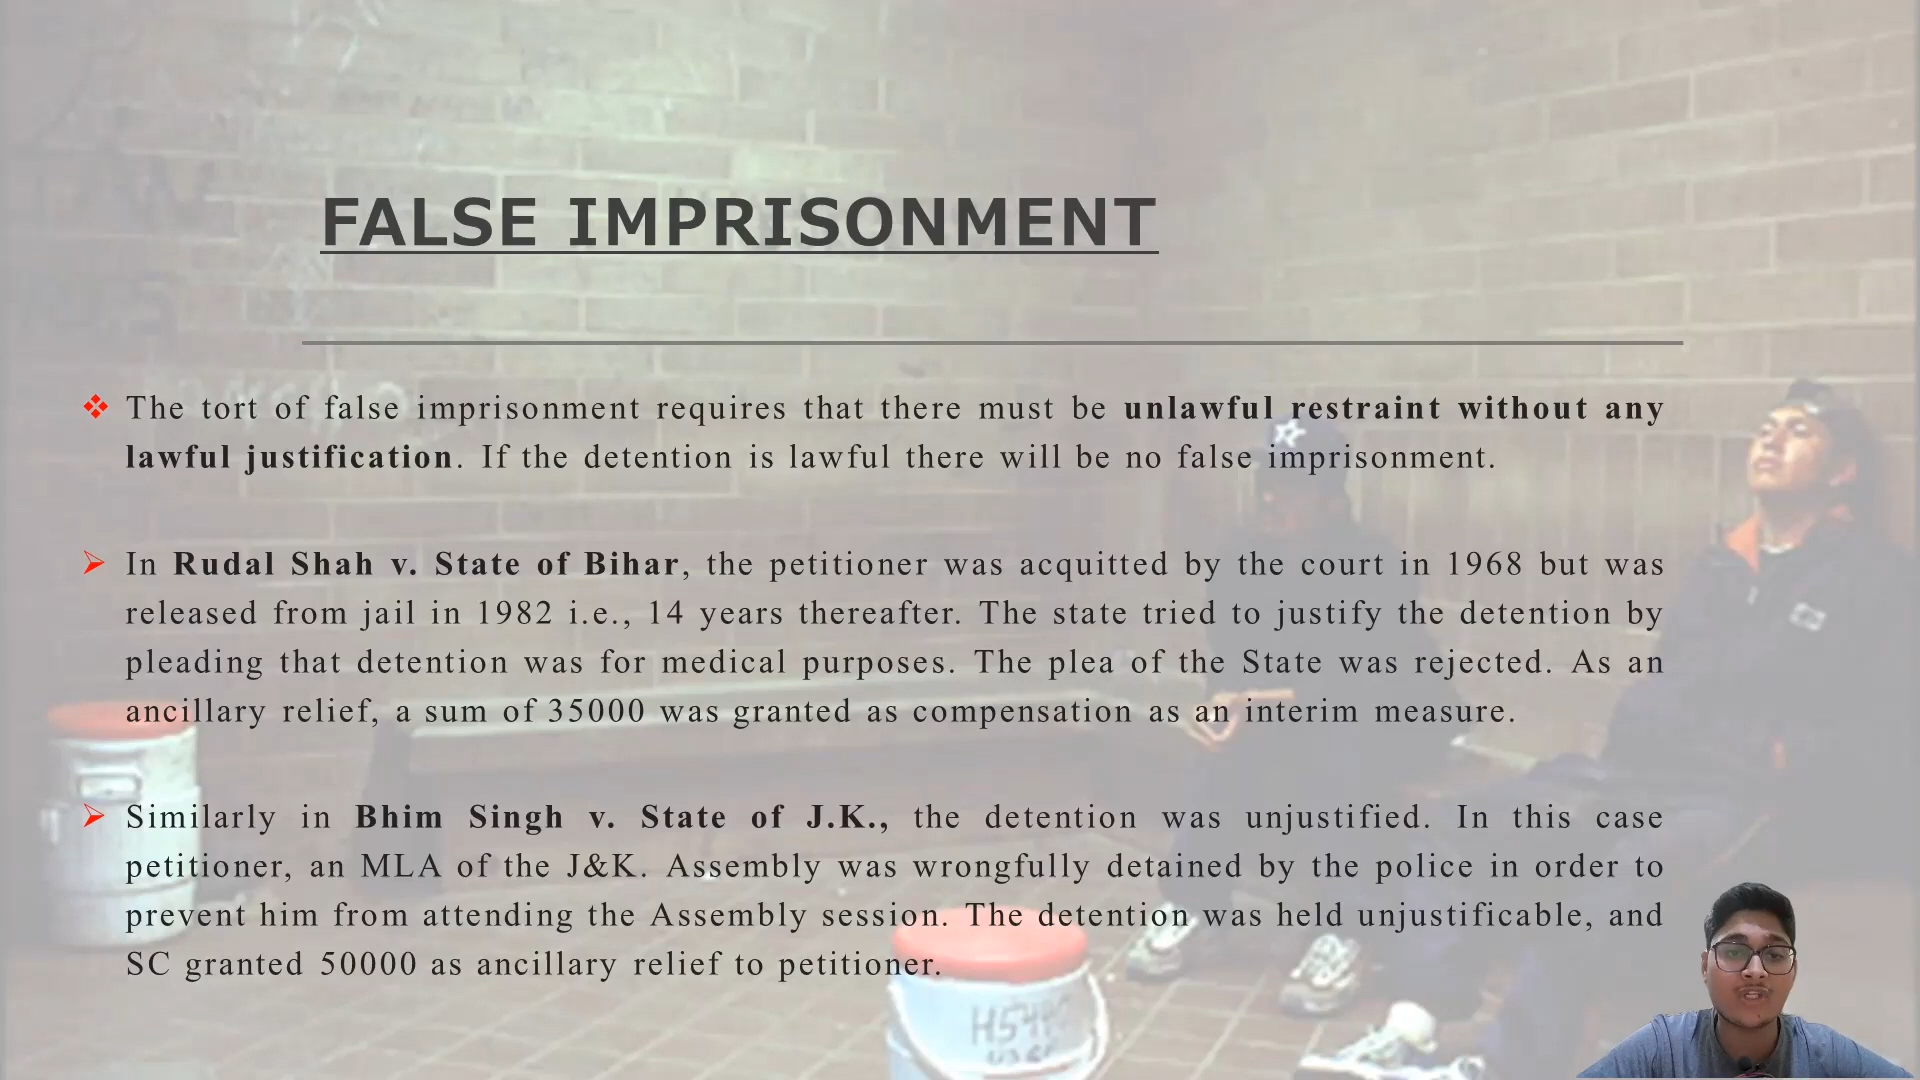 FALSE IMPRISONMENT
The tort of false imprisonment requires that there must be unlawful restraint without any
lawful justification. If the detention is lawful there will be no false imprisonment.
In Rudal Shah v. State of Bihar, the petitioner was acquitted by the court in 1968 but was
released from jail in 1982 i.e., 14 years thereafter. The state tried to justify the detention by
pleading that detention was for medical purposes. The plea of the State was rejected. As an
ancillary relief, a sum of 35000 was granted as compensation as an interim measure.
Similarly in Bhim Singh v. State of J.K., the detention was unjustified. In this case
petitioner, an MLA of the J&K. Assembly was wrongfully detained by the police in order to
prevent him from attending the Assembly session. The detention was held unjustificable, and
SC granted 50000 as ancillary relief to petitioner.